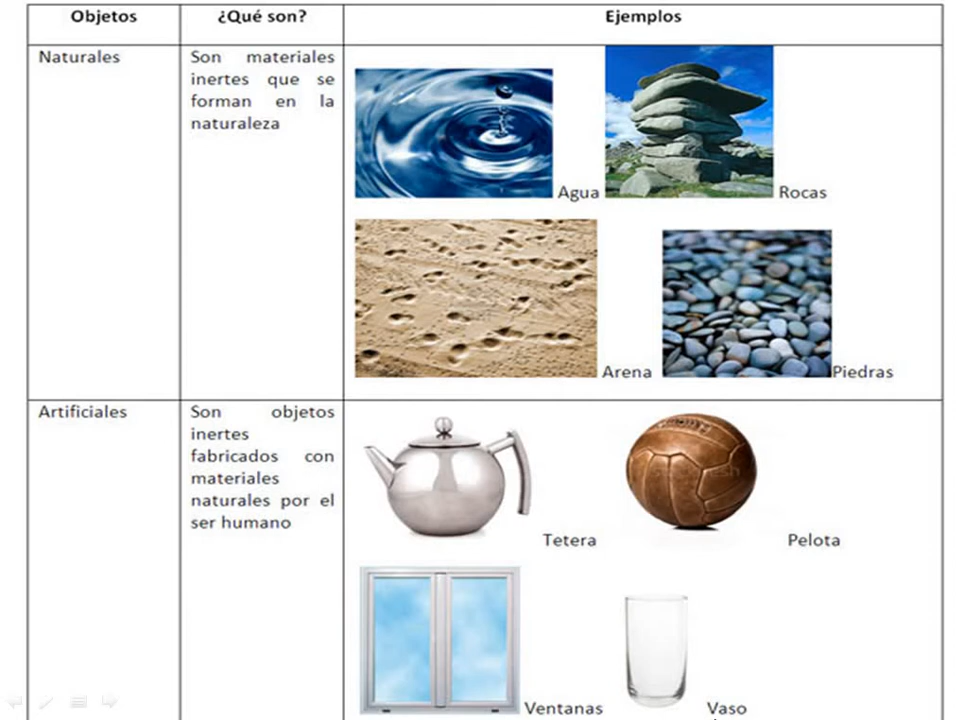 Objetos ¿Qué son? Ejemplos
Naturales
Son materiales
inertes que se
forman en la
naturaleza
Agua Rocas
Arena Piedras
Artificiales
Son objetos
inertes
fabricados con
materiales
naturales por el
ser humano
Tetera Pelota
Ventanas Vaso